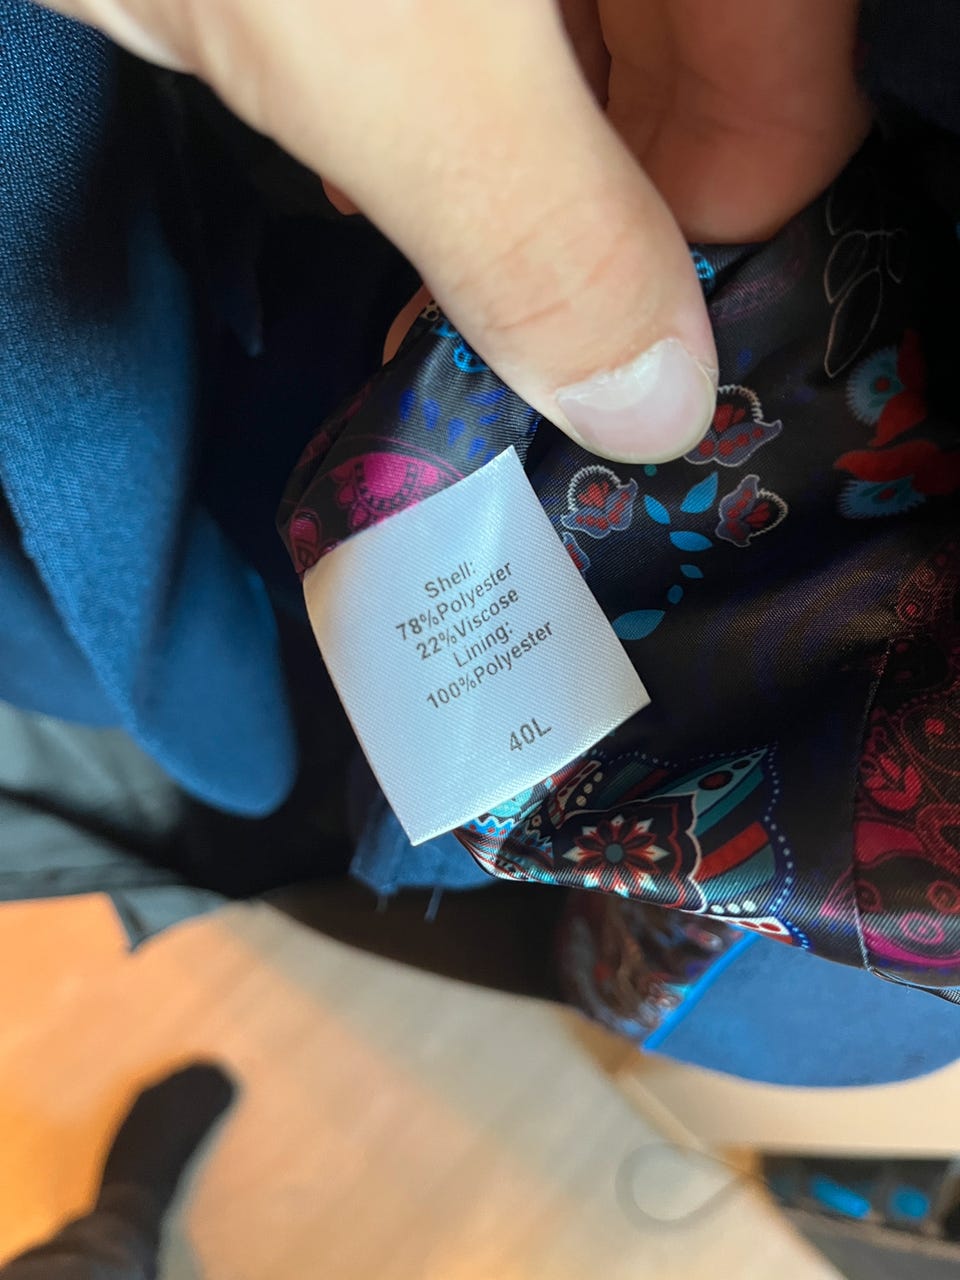 Shell:
78%Polyester
22%Viscose
Lining:
100%Polyester
40L